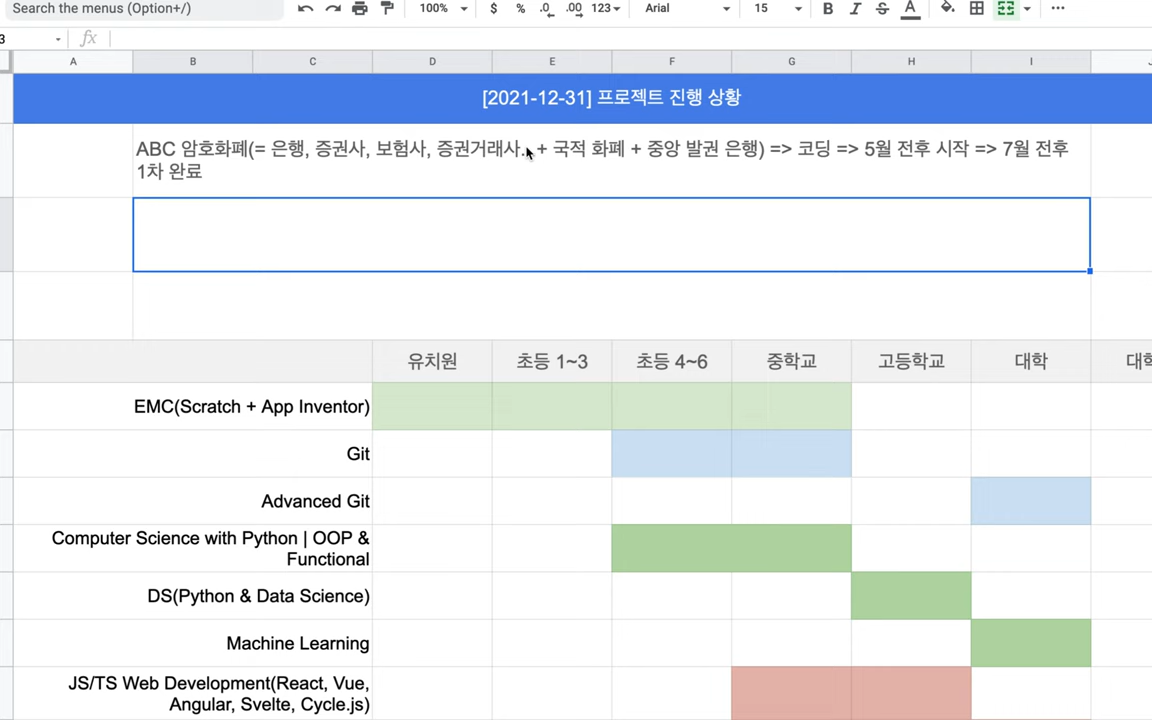 Search the menus (Option+/)
100%
$
%
.0
.00
123
Arial
15
B
I
S
A
3
fx
A
B
C
D
E
F
G
H
I
[2021-12-31] 프로젝트 진행 상황
ABC 암호화폐(= 은행, 증권사, 보험사, 증권거래사.. + 국적 화폐 + 중앙 발권 은행) => 코딩 => 5월 전후 시작 => 7월 전후
1차 완료
유치원
초등 1~3
초등 4~6
중학교
고등학교
대학
EMC(Scratch + App Inventor)
Git
Advanced Git
Computer Science with Python | OOP &
Functional
DS(Python & Data Science)
Machine Learning
JS/TS Web Development(React, Vue,
Angular, Svelte, Cycle.js)